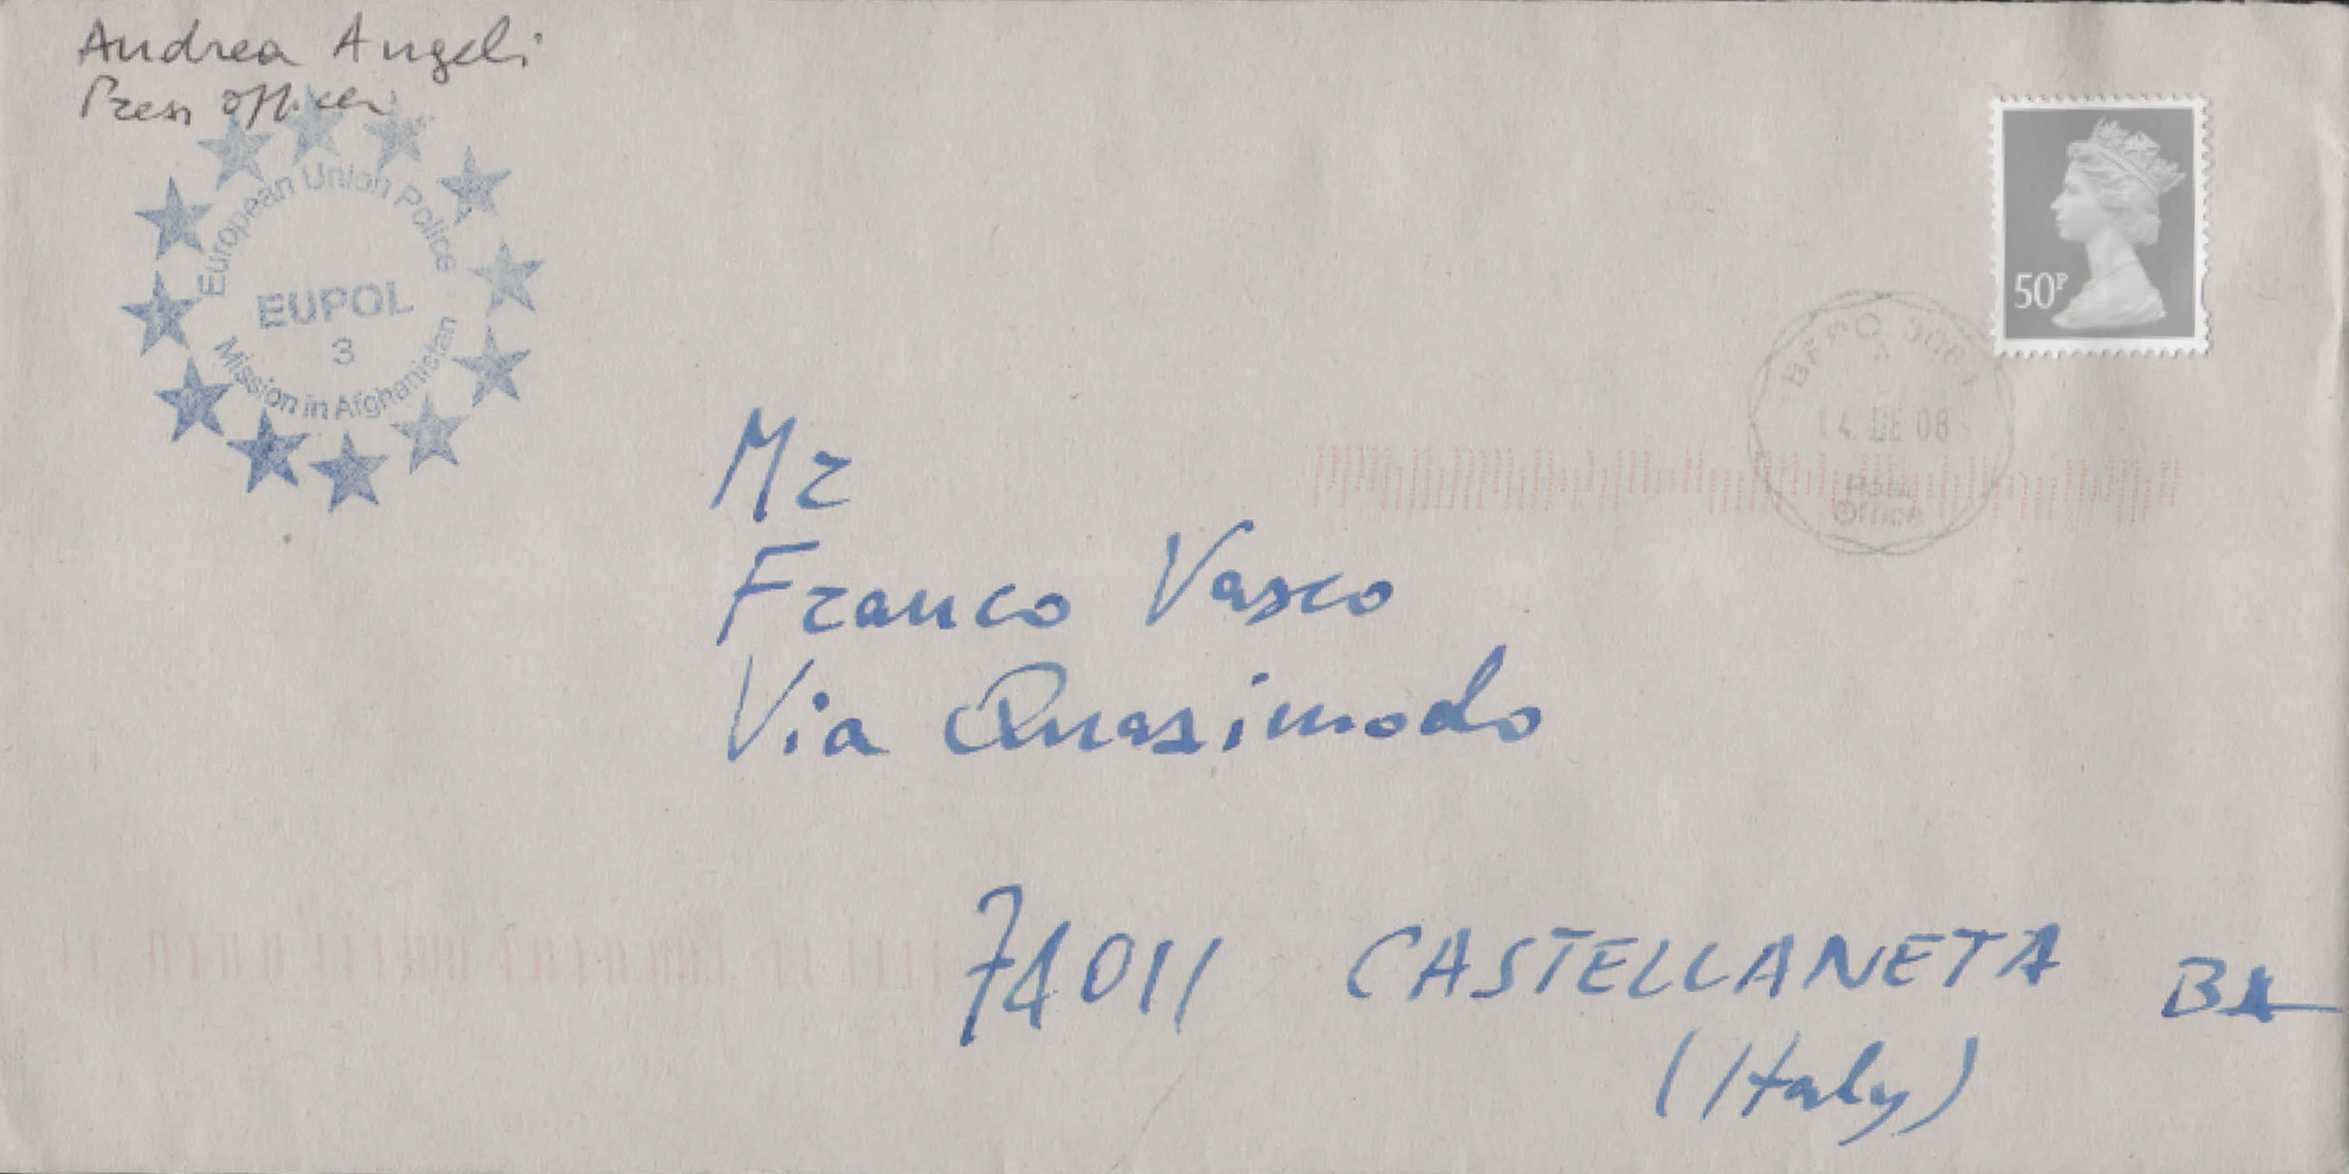 Andrea Angeli
Press Officer
European Union Police
EUPOL
3
Mission in Afghanistan
50P
BFPO
14. DE 08
Post
Office
Mr
Franco Vasco
Via Quasimodo
74011 CASTELLANETA
(Italy)